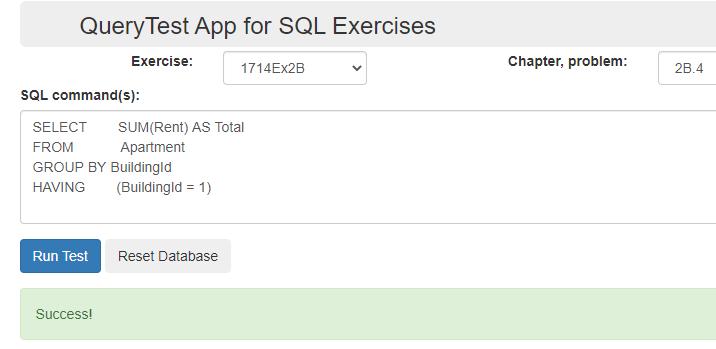 QueryTest App for SQL Exercises
Exercise: 1714Ex2B Chapter, problem: 2B.4
SQL command(s):
SELECT SUM(Rent) AS Total
FROM Apartment
GROUP BY BuildingId
HAVING (BuildingId = 1)
Run Test Reset Database
Success!